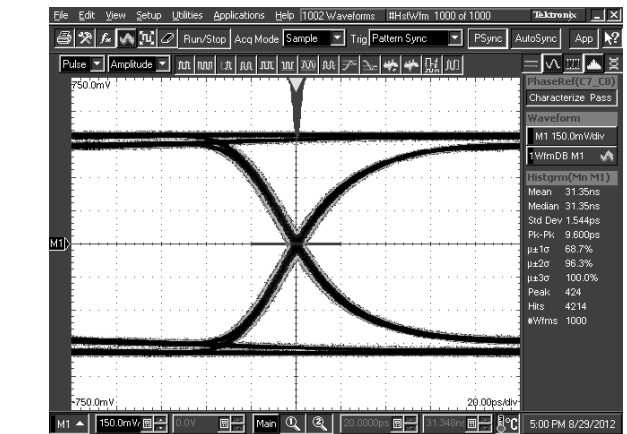 File Edit View Setup Utilities Applications Help 1002 Waveforms #HstWfm 1000 of 1000 Tektronix
Run/Stop Acq Mode Sample Trig Pattern Sync PSync AutoSync App
Pulse Amplitude
750.0mV
PhaseRef(C7_C8)
Characterize Pass
Waveform
M1 150.0mV/div
1 WfmDB M1
Histgrm(Mn M1)
Mean 31.35ns
Median 31.35ns
Std Dev 1.544ps
Pk-Pk 9.600ps
µ±1σ 68.7%
µ±2σ 96.3%
µ±3σ 100.0%
Peak 424
Hits 4214
#Wfms 1000
M1
-750.0mV 20.00ps/div
M1 150.0mV/ 0.0V Main 20.0000ps 31.348n °C 5:00 PM 8/29/2012